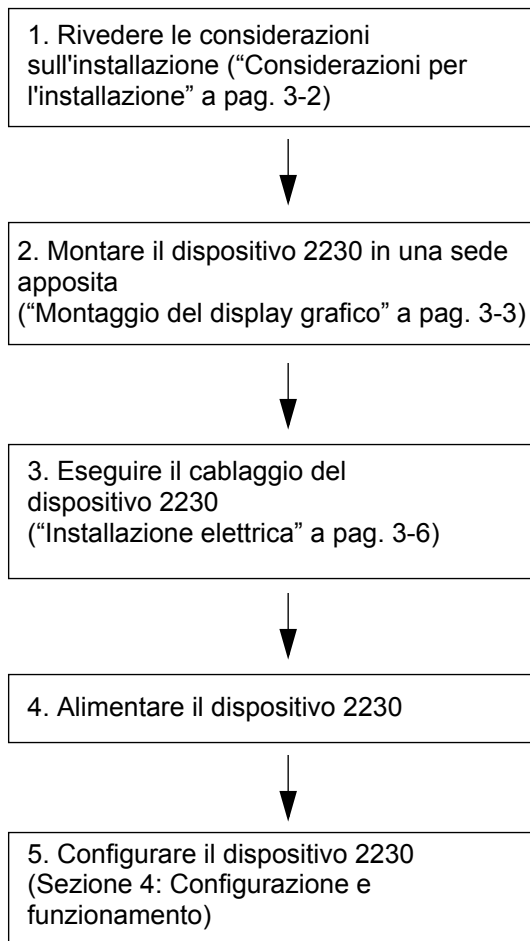 1. Rivedere le considerazioni
sull'installazione (“Considerazioni per
l'installazione” a pag. 3-2)
2. Montare il dispositivo 2230 in una sede
apposita
(“Montaggio del display grafico” a pag. 3-3)
3. Eseguire il cablaggio del
dispositivo 2230
(“Installazione elettrica” a pag. 3-6)
4. Alimentare il dispositivo 2230
5. Configurare il dispositivo 2230
(Sezione 4: Configurazione e
funzionamento)